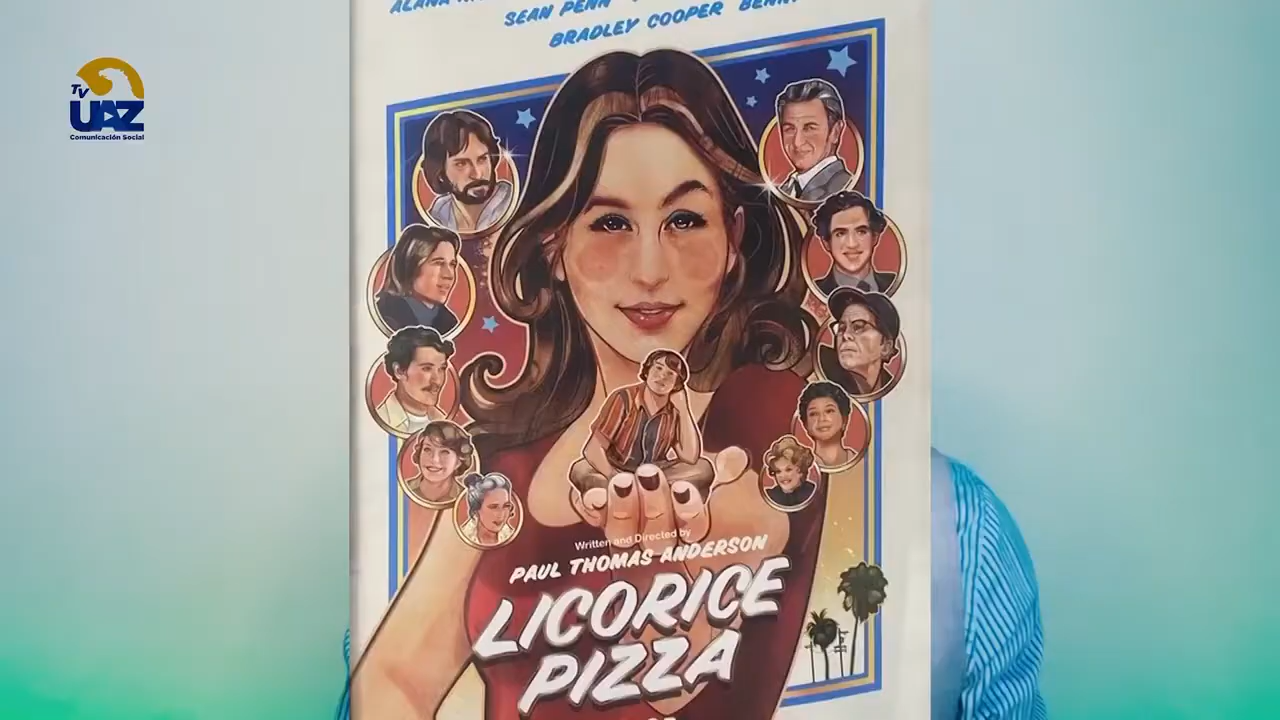 SEAN PENN
BRADLEY COOPER
TV
UAZ
Comunicación Social
Written and Directed by
PAUL THOMAS ANDERSON
LICORICE
PIZZA